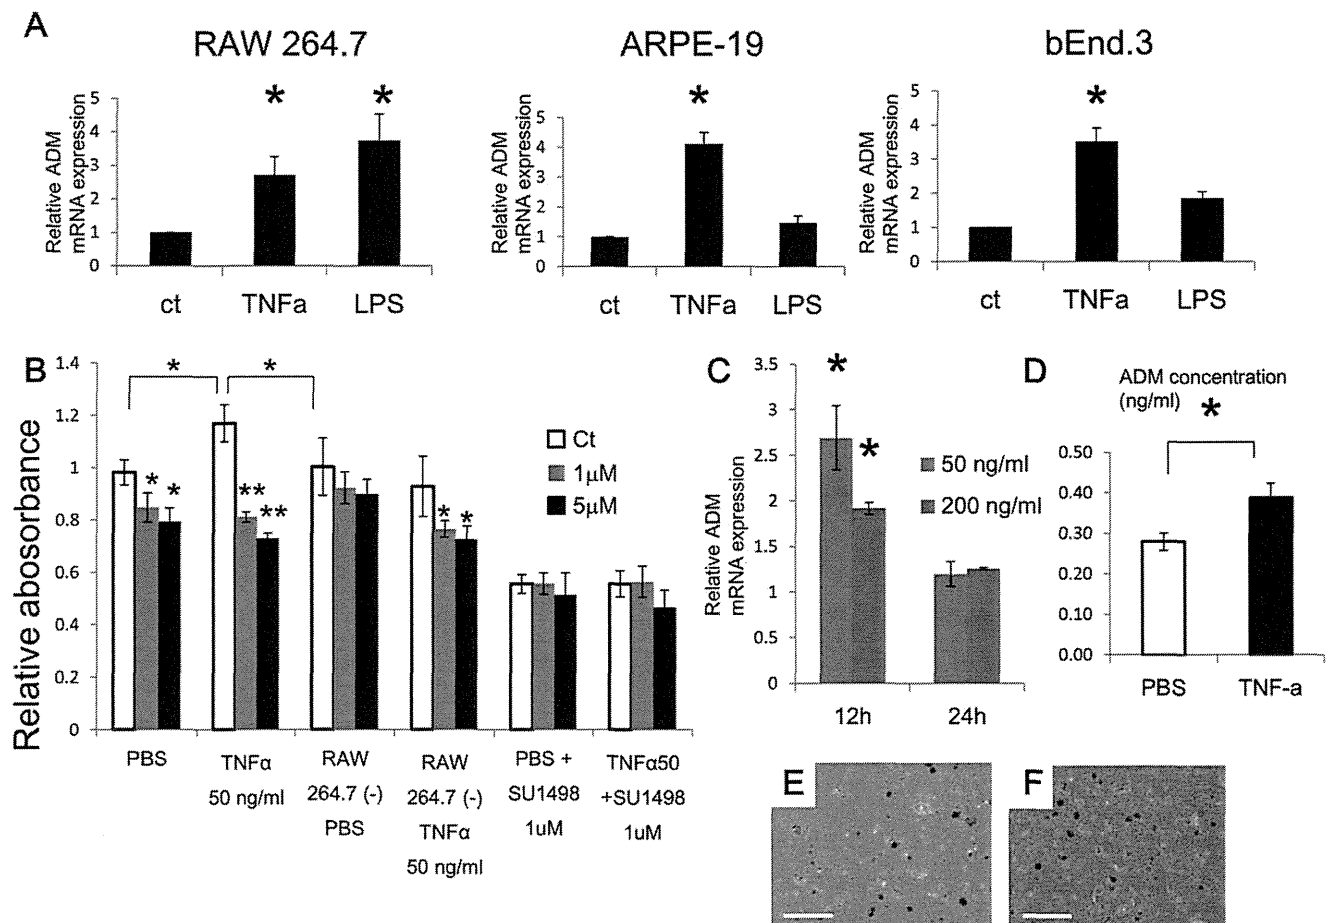 A
RAW 264.7
ARPE-19
bEnd.3
Relative ADM
mRNA expression
5
4
3
2
1
0
*
*
ct
TNFa
LPS
Relative ADM
mRNA expression
5
4
3
2
1
0
*
ct
TNFa
LPS
Relative ADM
mRNA expression
5
4
3
2
1
0
*
ct
TNFa
LPS
B
Relative abosorbance
1.4
1.2
1
0.8
0.6
0.4
0.2
0
*
*
* *
** **
* *
Ct
1μM
5μM
PBS
TNFα
50 ng/ml
RAW
264.7 (-)
PBS
RAW
264.7 (-)
TNFα
50 ng/ml
PBS +
SU1498
1uM
TNFα50
+SU1498
1uM
C
Relative ADM
mRNA expression
3.5
3
2.5
2
1.5
1
0.5
0
*
*
50 ng/ml
200 ng/ml
12h
24h
D
ADM concentration
(ng/ml)
*
0.50
0.40
0.30
0.20
0.10
0.00
PBS
TNF-a
E
F